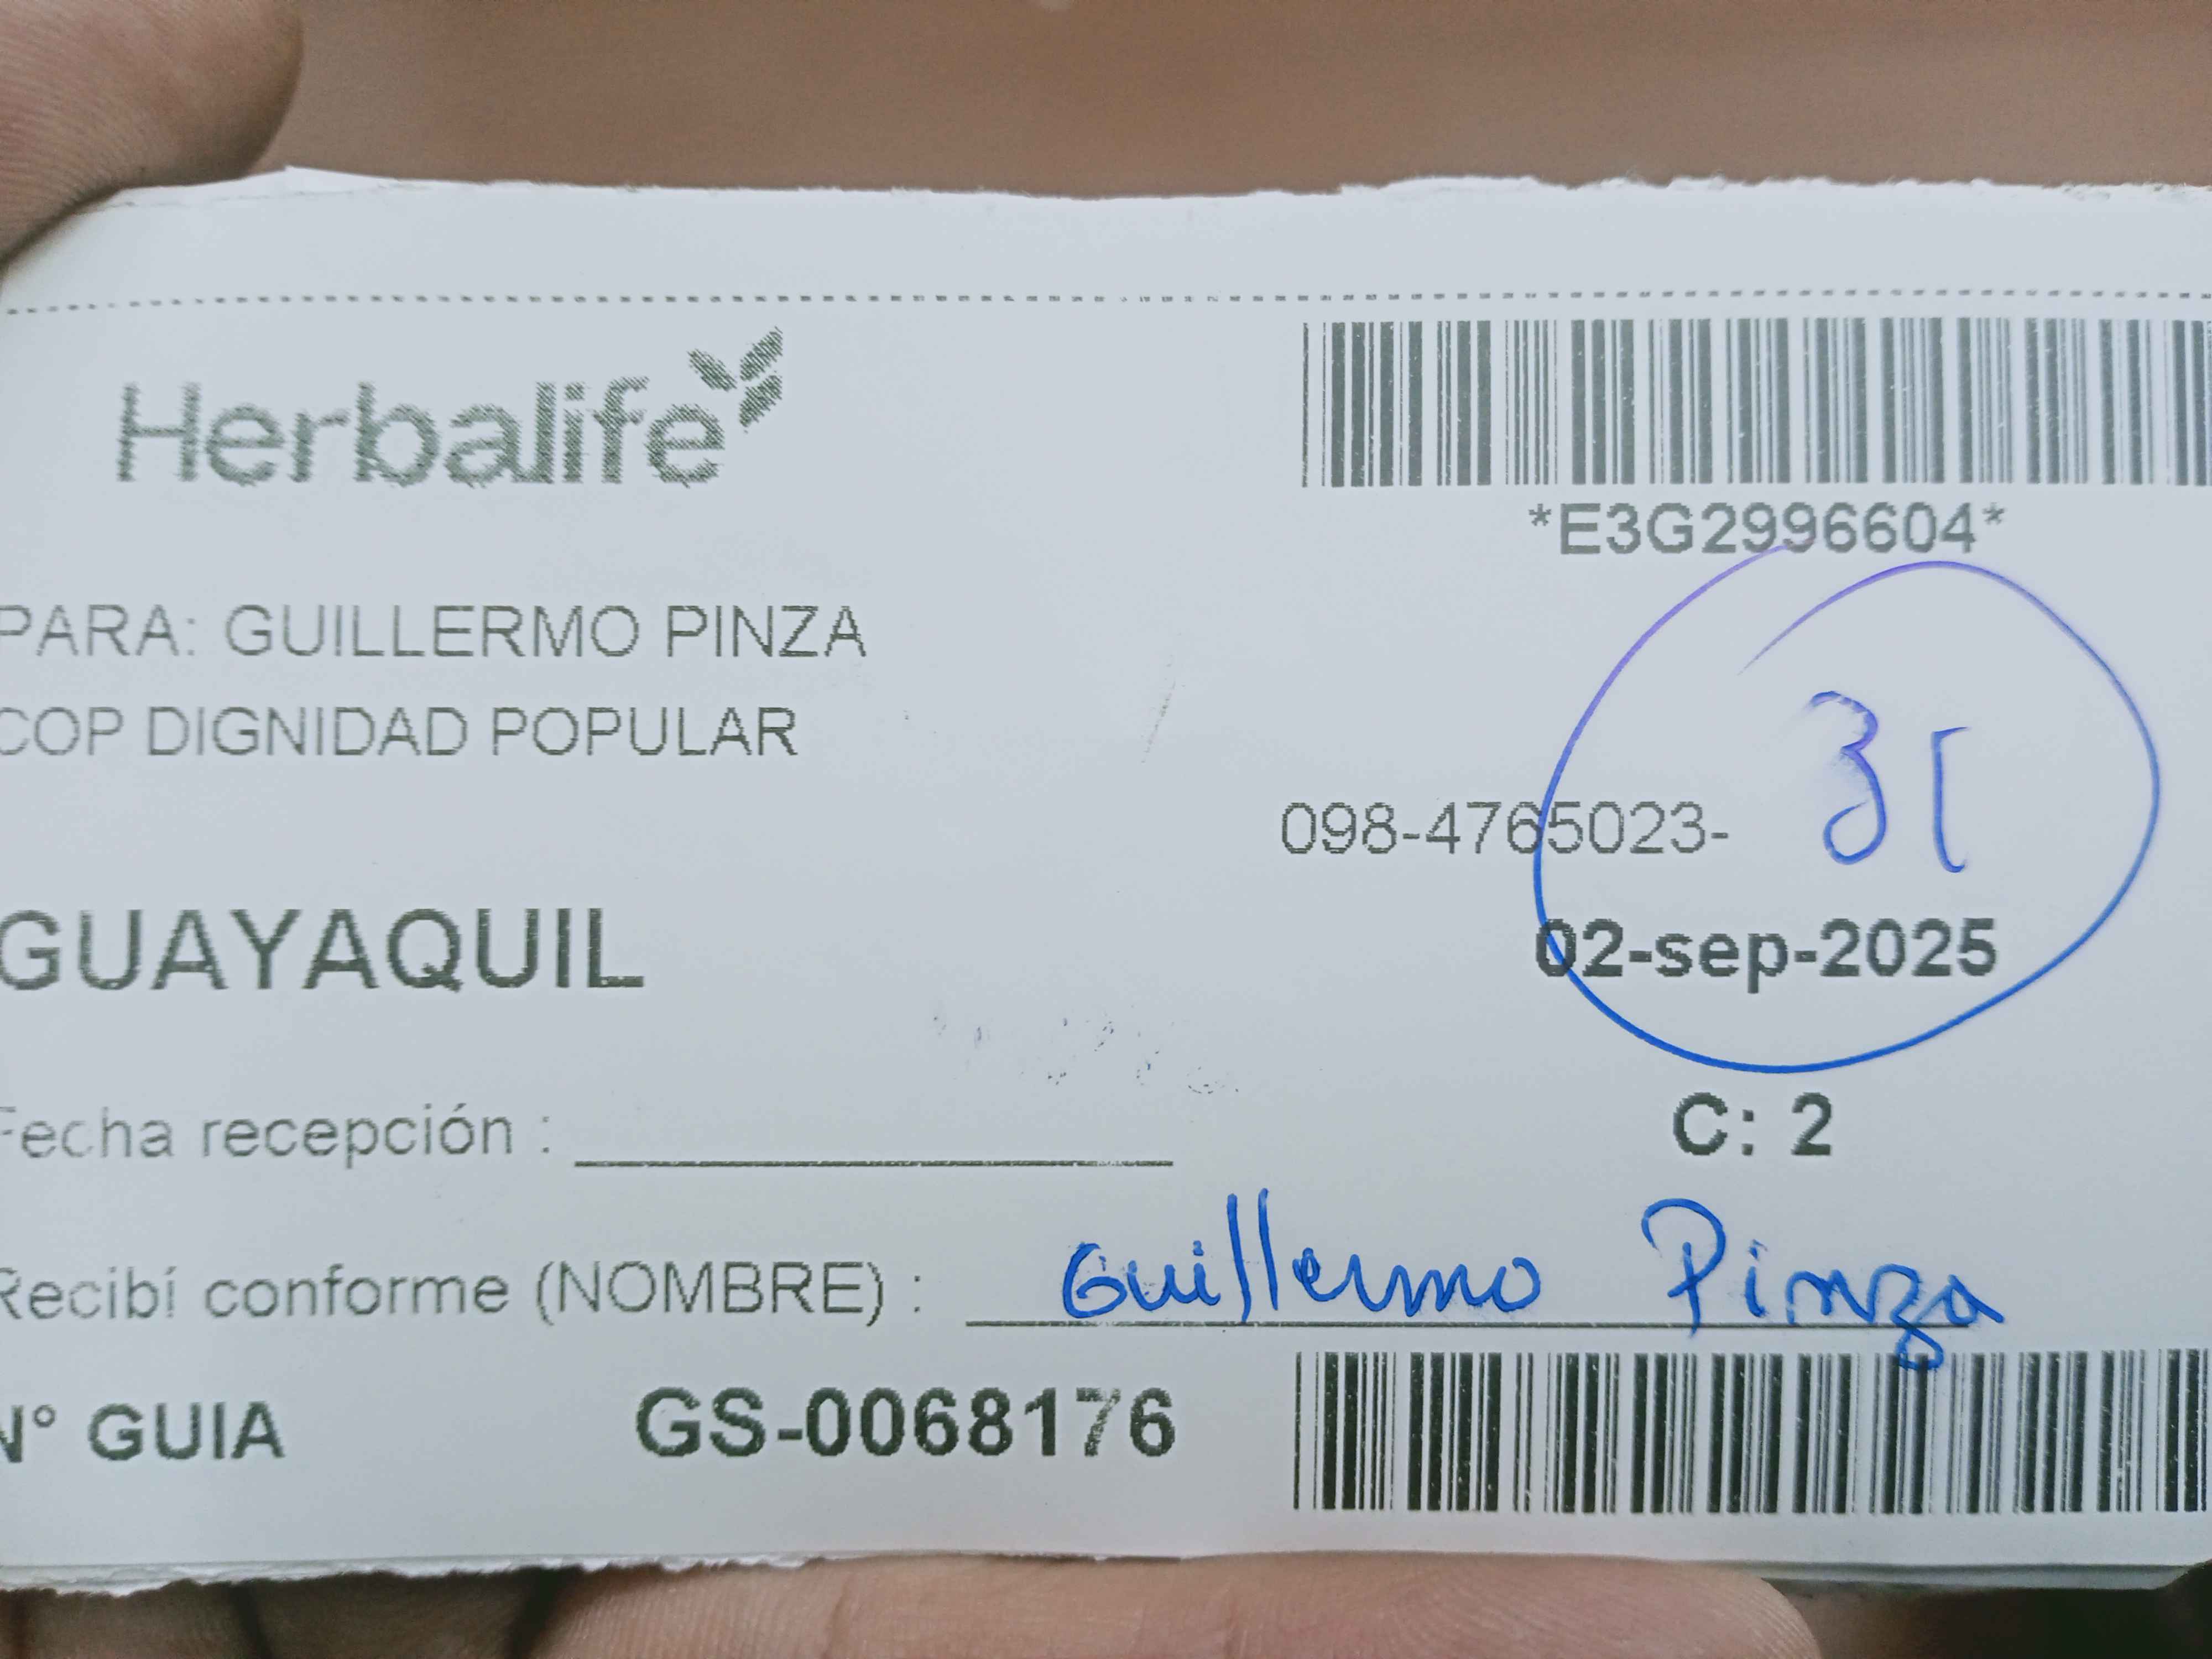 Herbalife
*E3G2996604*
PARA: GUILLERMO PINZA
COP DIGNIDAD POPULAR
098-4765023-
GUAYAQUIL
02-sep-2025
Fecha recepción :
C: 2
Recibí conforme (NOMBRE) : Guillermo Pinza
N° GUIA GS-0068176